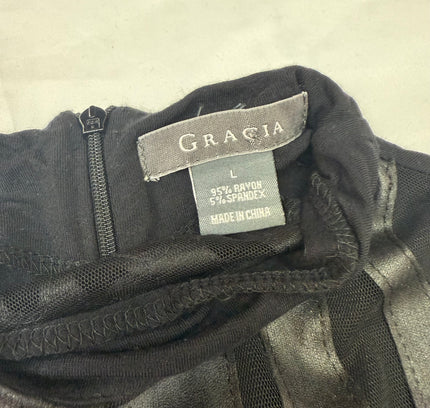 GRACIA
L
95% RAYON
5% SPANDEX
MADE IN CHINA